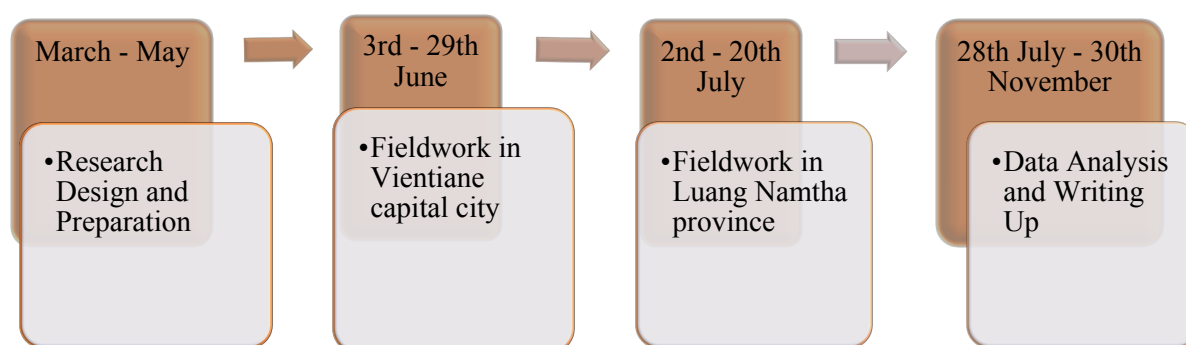 March - May
•Research
Design and
Preparation
3rd - 29th
June
•Fieldwork in
Vientiane
capital city
2nd - 20th
July
•Fieldwork in
Luang Namtha
province
28th July - 30th
November
•Data Analysis
and Writing
Up